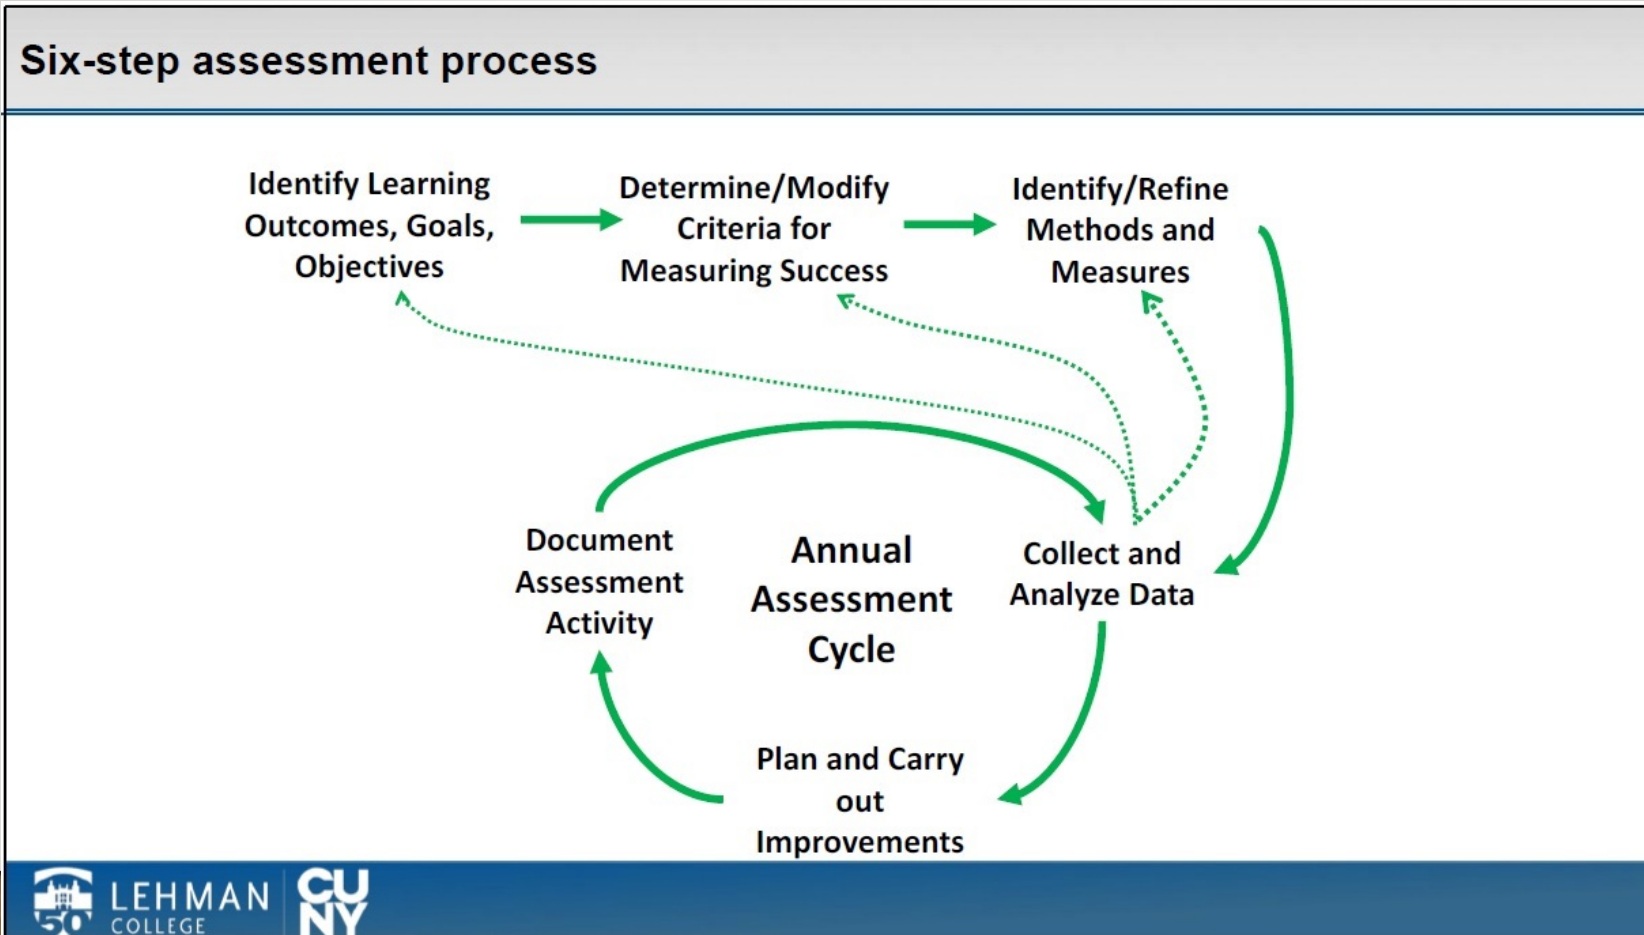 Six-step assessment process
Identify Learning
Outcomes, Goals,
Objectives
Determine/Modify
Criteria for
Measuring Success
Identify/Refine
Methods and
Measures
Document
Assessment
Activity
Annual
Assessment
Cycle
Collect and
Analyze Data
Plan and Carry
out
Improvements
50
LEHMAN
COLLEGE
CU
NY